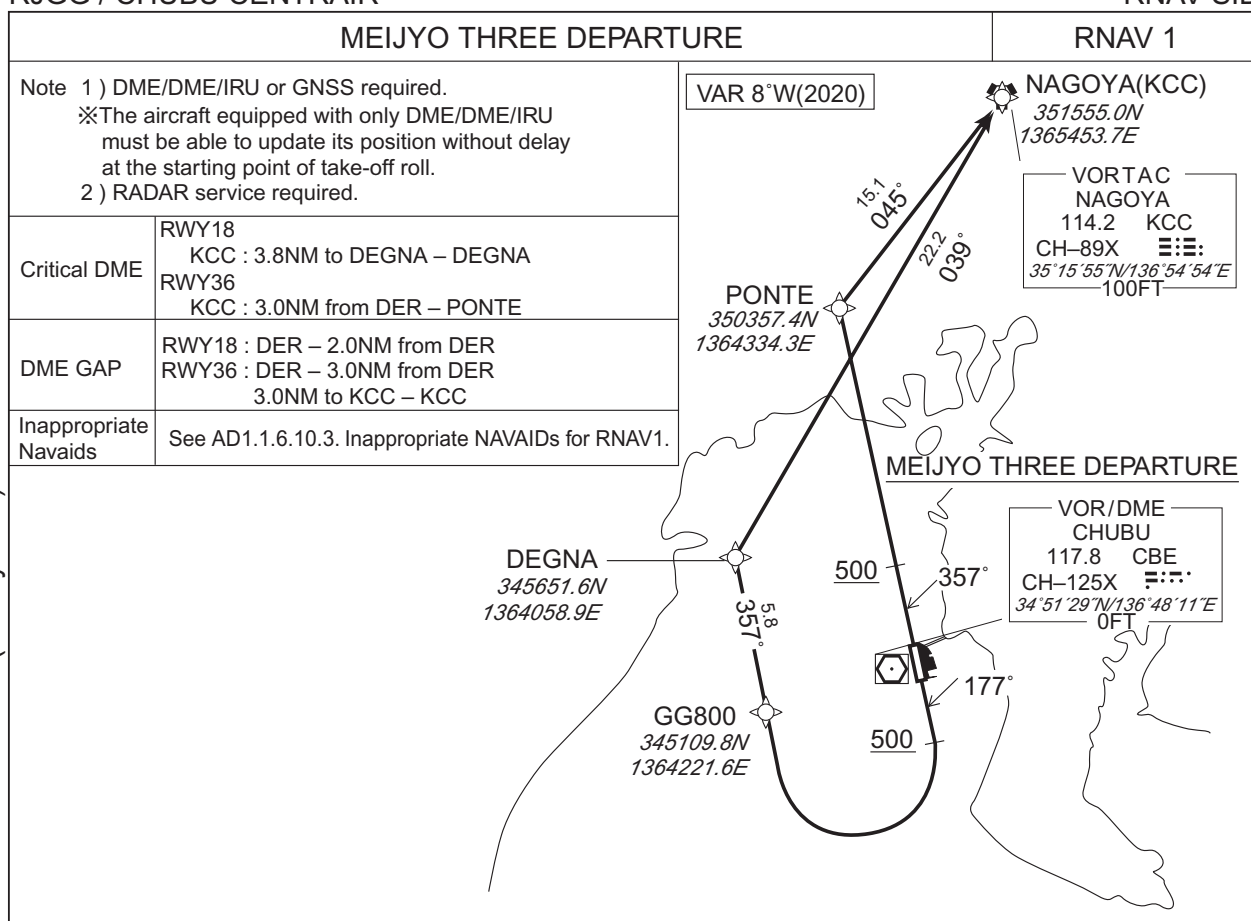 MEIJYO THREE DEPARTURE
RNAV 1
Note 1 ) DME/DME/IRU or GNSS required.
※The aircraft equipped with only DME/DME/IRU
must be able to update its position without delay
at the starting point of take-off roll.
2 ) RADAR service required.
Critical DME
RWY18
KCC : 3.8NM to DEGNA – DEGNA
RWY36
KCC : 3.0NM from DER – PONTE
DME GAP
RWY18 : DER – 2.0NM from DER
RWY36 : DER – 3.0NM from DER
3.0NM to KCC – KCC
Inappropriate
Navaids
See AD1.1.6.10.3. Inappropriate NAVAIDs for RNAV1.
VAR 8°W(2020)
NAGOYA(KCC)
351555.0N
1365453.7E
VORTAC
NAGOYA
114.2 KCC
CH–89X
35°15´55˝N/136°54´54˝E
100FT
15.1
045°
22.2
039°
PONTE
350357.4N
1364334.3E
MEIJYO THREE DEPARTURE
VOR/DME
CHUBU
117.8 CBE
CH–125X
34°51´29˝N/136°48´11˝E
0FT
DEGNA
345651.6N
1364058.9E
500
357°
5.8
357°
177°
GG800
345109.8N
1364221.6E
500